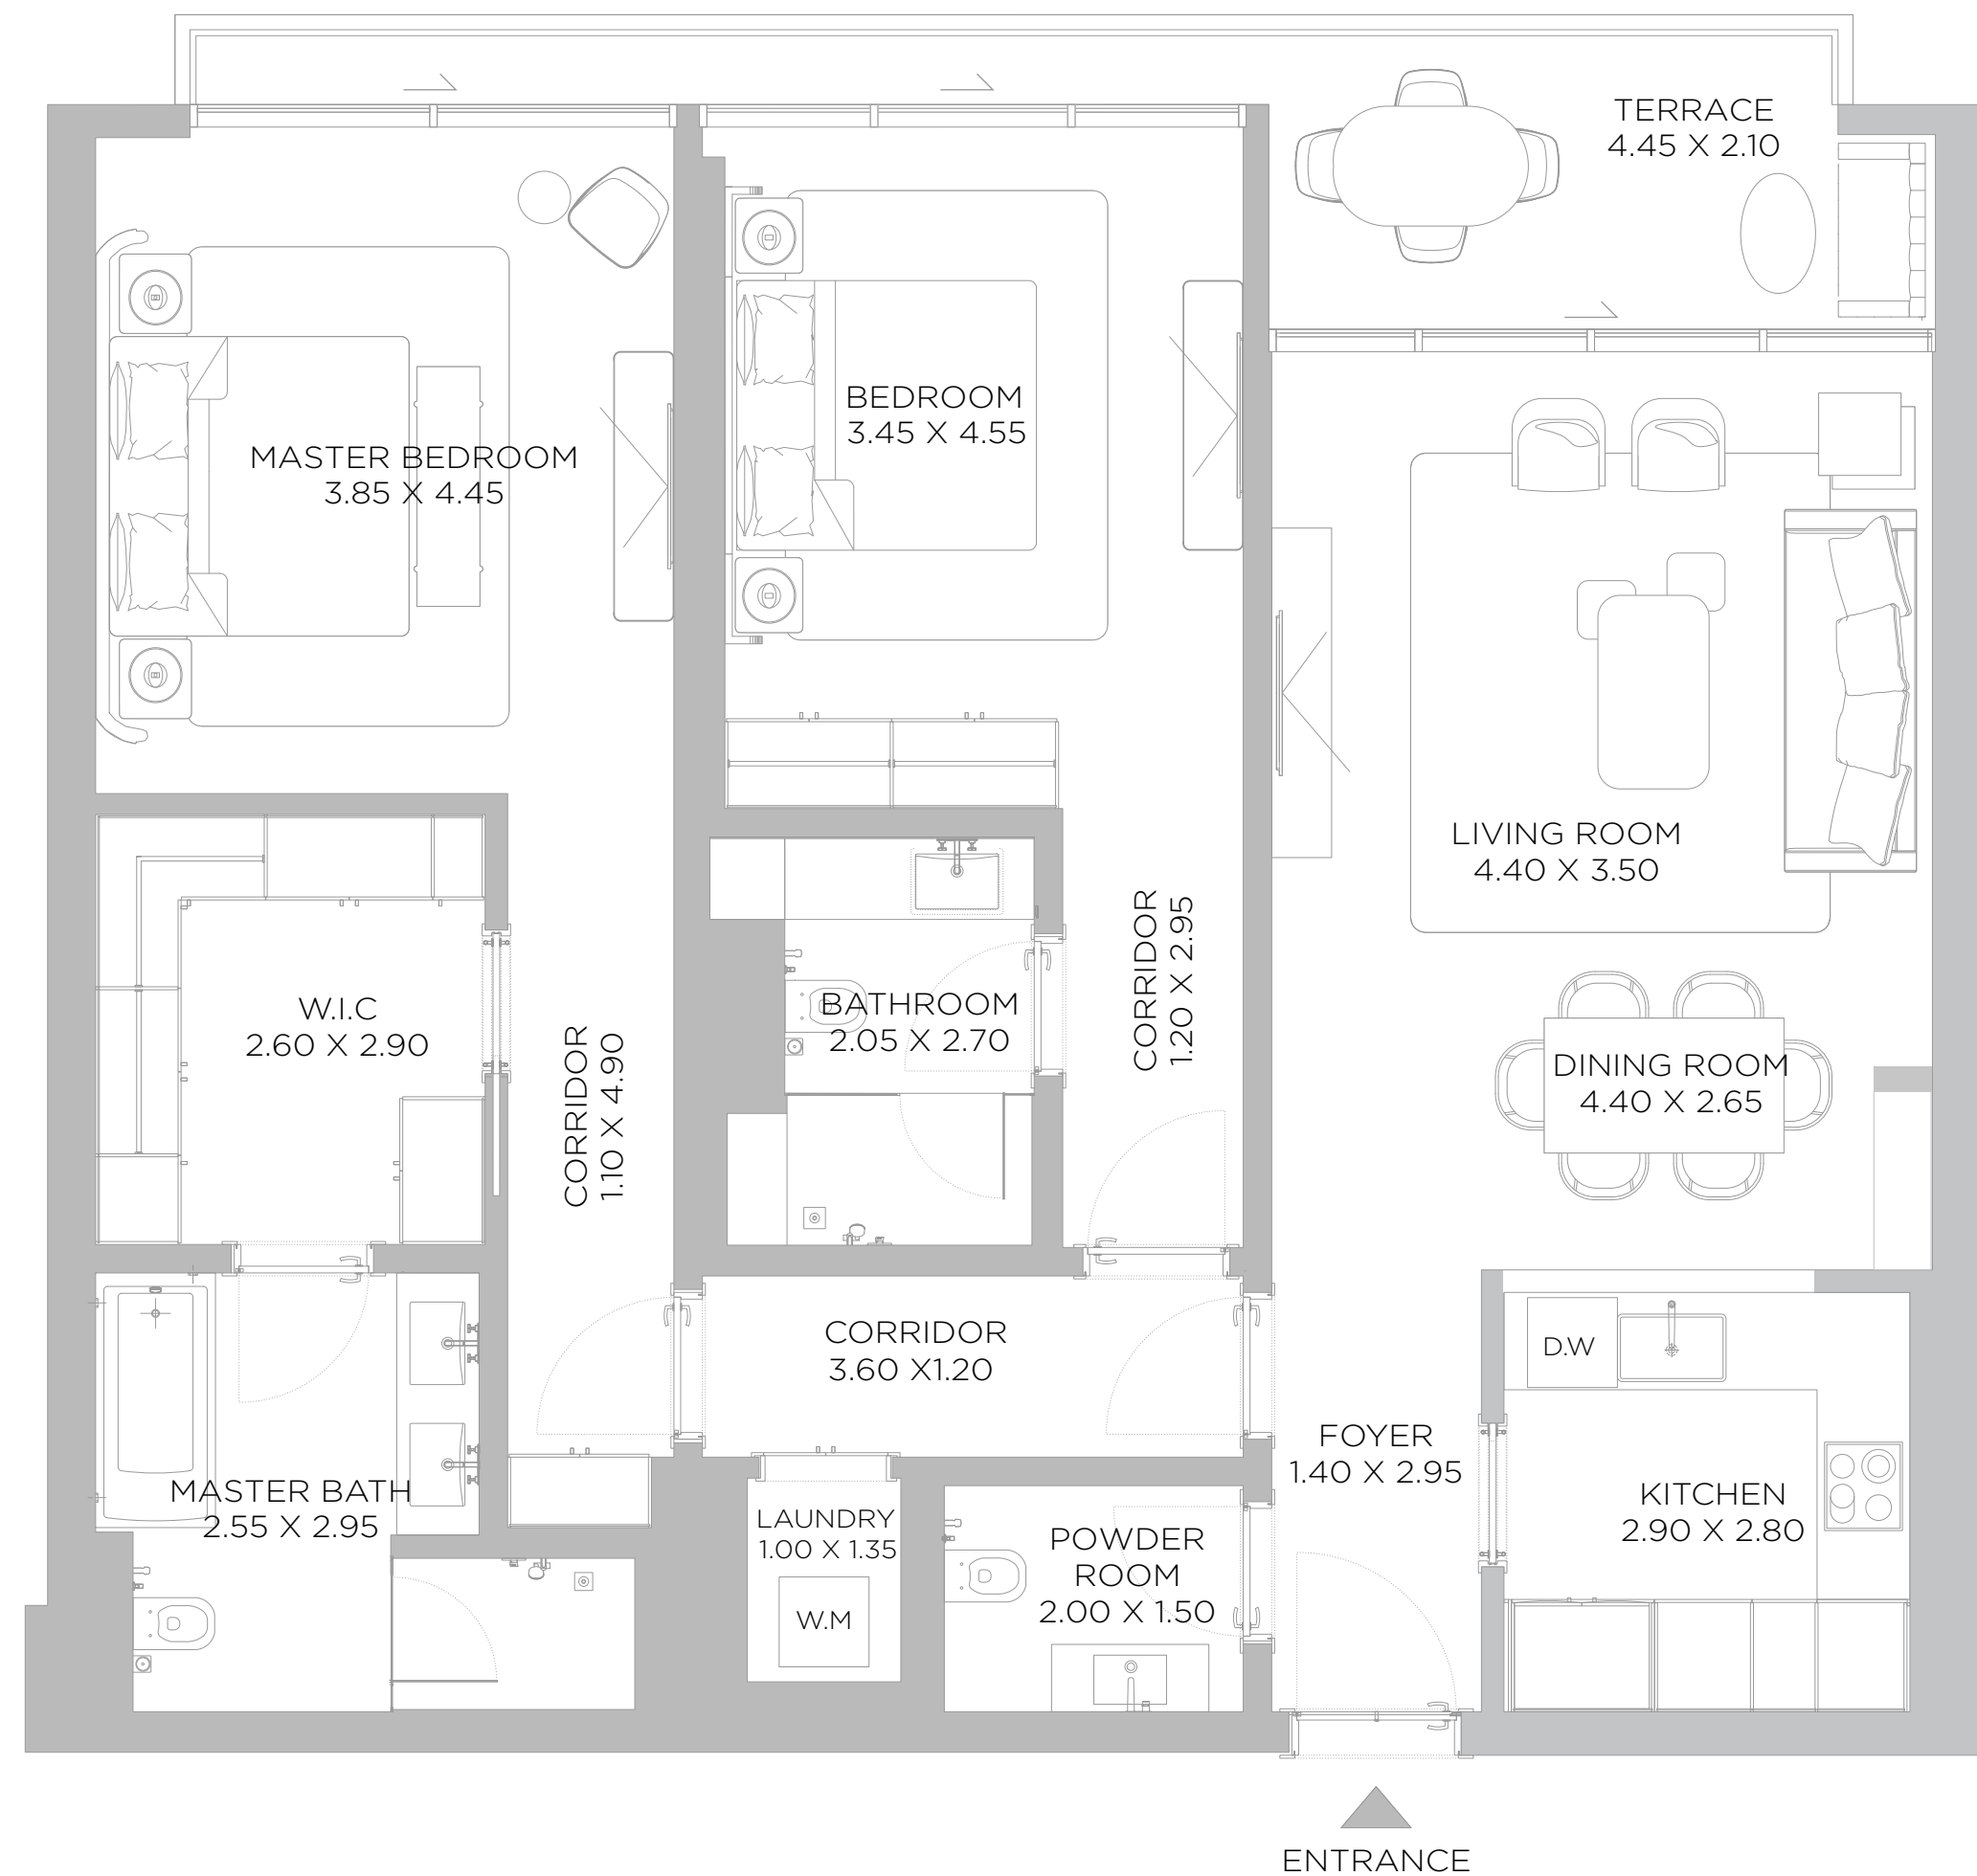 TERRACE
4.45 X 2.10
BEDROOM
3.45 X 4.55
MASTER BEDROOM
3.85 X 4.45
LIVING ROOM
4.40 X 3.50
CORRIDOR
1.20 X 2.95
W.I.C
2.60 X 2.90
BATHROOM
2.05 X 2.70
CORRIDOR
1.10 X 4.90
DINING ROOM
4.40 X 2.65
CORRIDOR
3.60 X1.20
D.W
FOYER
1.40 X 2.95
MASTER BATH
2.55 X 2.95
LAUNDRY
1.00 X 1.35
W.M
POWDER
ROOM
2.00 X 1.50
KITCHEN
2.90 X 2.80
ENTRANCE